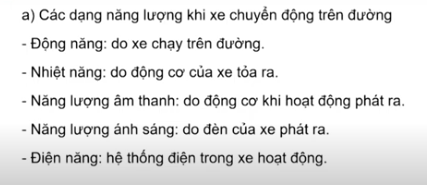 a) Các dạng năng lượng khi xe chuyển động trên đường
- Động năng: do xe chạy trên đường.
- Nhiệt năng: do động cơ của xe tỏa ra.
- Năng lượng âm thanh: do động cơ khi hoạt động phát ra.
- Năng lượng ánh sáng: do đèn của xe phát ra.
- Điện năng: hệ thống điện trong xe hoạt động.